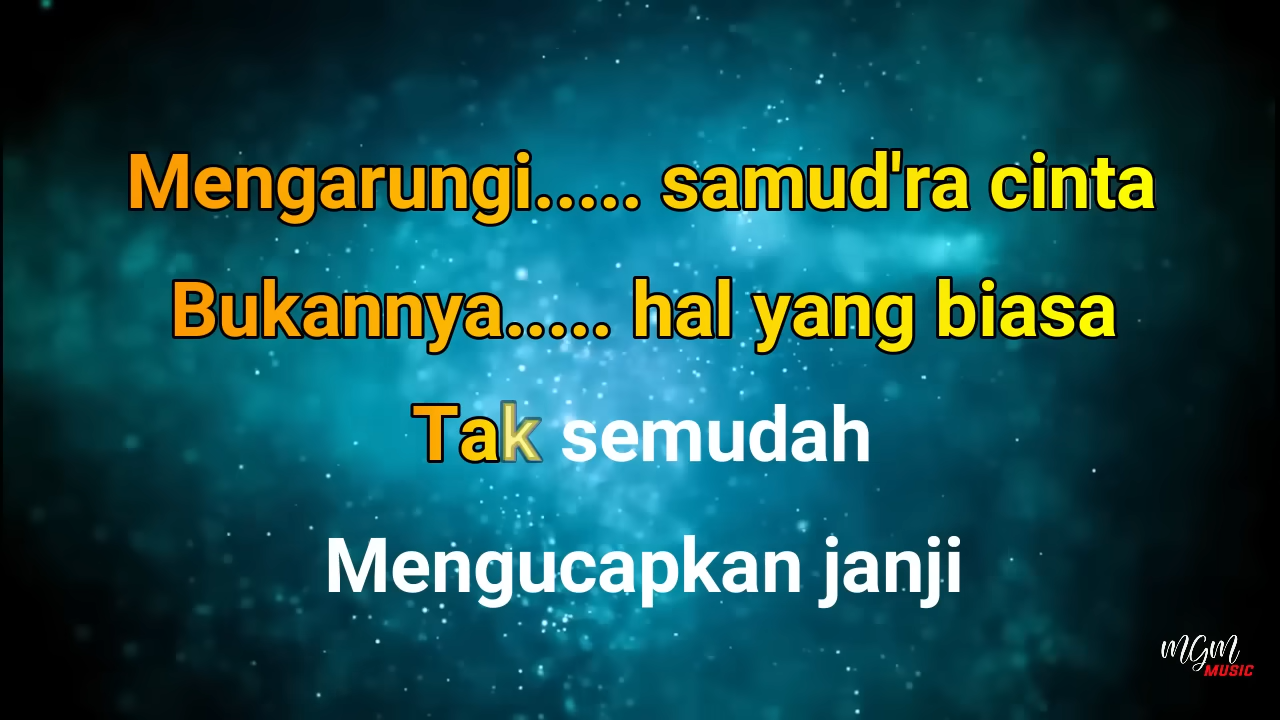 Mengarungi..... samud'ra cinta
Bukannya..... hal yang biasa
Tak semudah
Mengucapkan janji
MGM
MUSIC